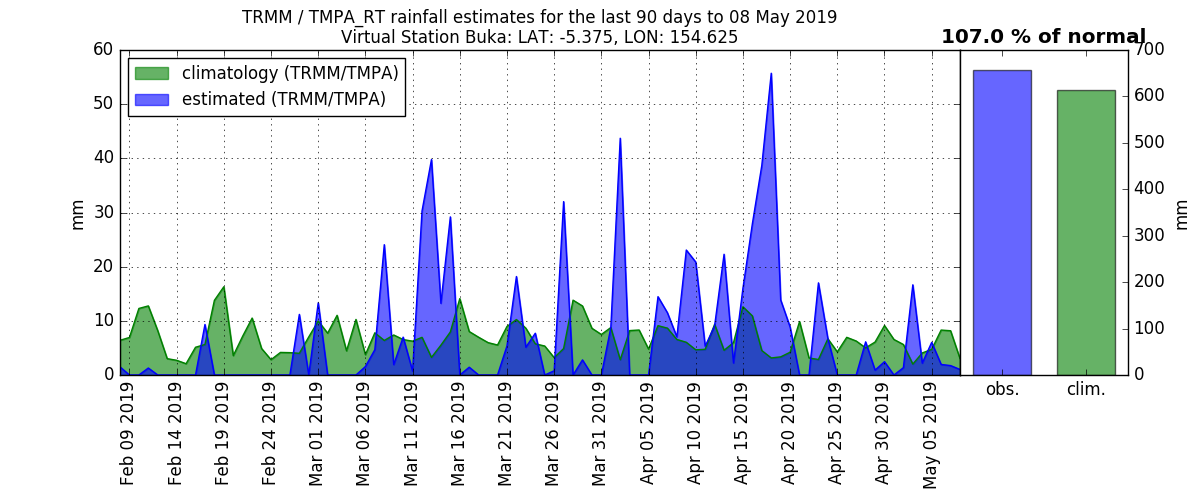 TRMM / TMPA_RT rainfall estimates for the last 90 days to 08 May 2019
Virtual Station Buka: LAT: -5.375, LON: 154.625
107.0 % of normal
climatology (TRMM/TMPA)
estimated (TRMM/TMPA)
60
50
40
30
20
10
0
mm
700
600
500
400
300
200
100
0
mm
Feb 09 2019
Feb 14 2019
Feb 19 2019
Feb 24 2019
Mar 01 2019
Mar 06 2019
Mar 11 2019
Mar 16 2019
Mar 21 2019
Mar 26 2019
Mar 31 2019
Apr 05 2019
Apr 10 2019
Apr 15 2019
Apr 20 2019
Apr 25 2019
Apr 30 2019
May 05 2019
obs.
clim.